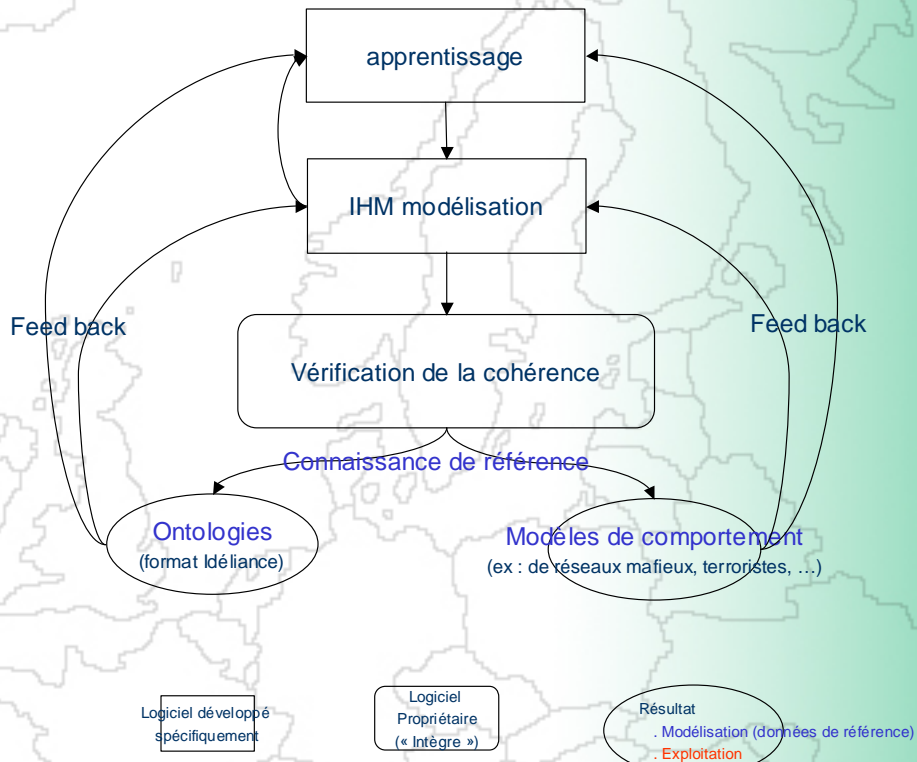 apprentissage
IHM modélisation
Feed back
Feed back
Vérification de la cohérence
Connaissance de référence
Ontologies
(format Idéliance)
Modèles de comportement
(ex : de réseaux mafieux, terroristes, …)
Logiciel développé
spécifiquement
Logiciel
Propriétaire
(« Intègre »)
Résultat
. Modélisation (données de référence)
. Exploitation